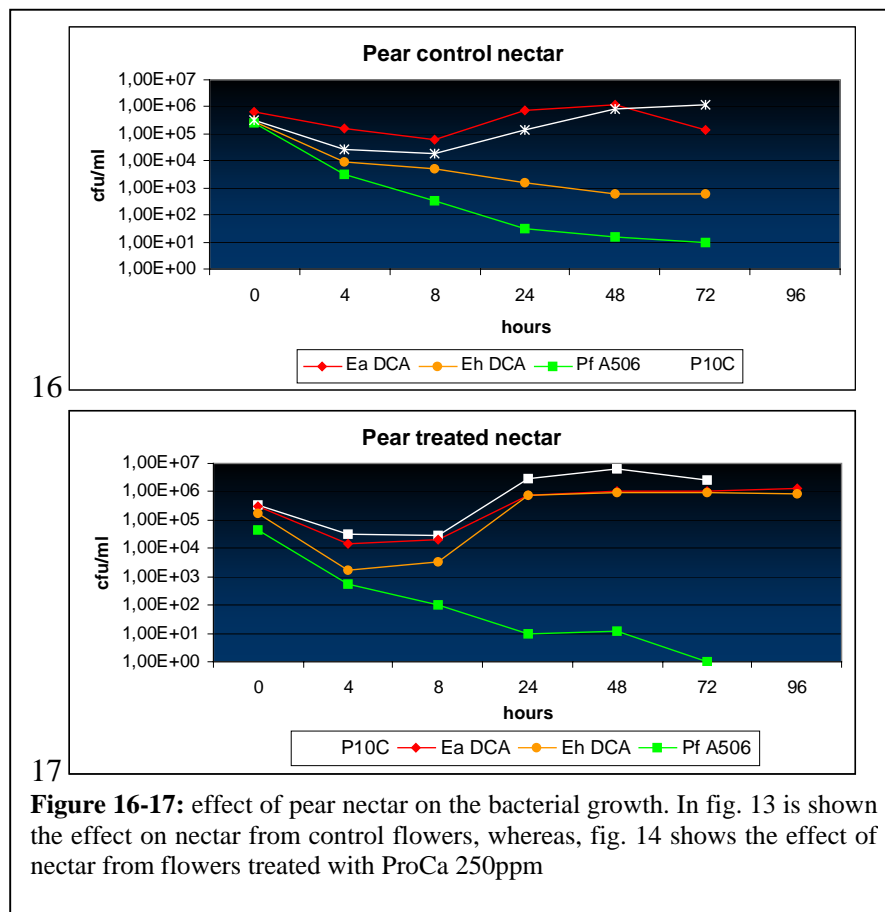 Pear control nectar
1,00E+07
1,00E+06
1,00E+05
1,00E+04
1,00E+03
1,00E+02
1,00E+01
1,00E+00
cfu/ml
0 4 8 24 48 72 96
hours
Ea DCA Eh DCA Pf A506 P10C
16
Pear treated nectar
1,00E+07
1,00E+06
1,00E+05
1,00E+04
1,00E+03
1,00E+02
1,00E+01
1,00E+00
cfu/ml
0 4 8 24 48 72 96
hours
P10C Ea DCA Eh DCA Pf A506
17
Figure 16-17: effect of pear nectar on the bacterial growth. In fig. 13 is shown
the effect on nectar from control flowers, whereas, fig. 14 shows the effect of
nectar from flowers treated with ProCa 250ppm